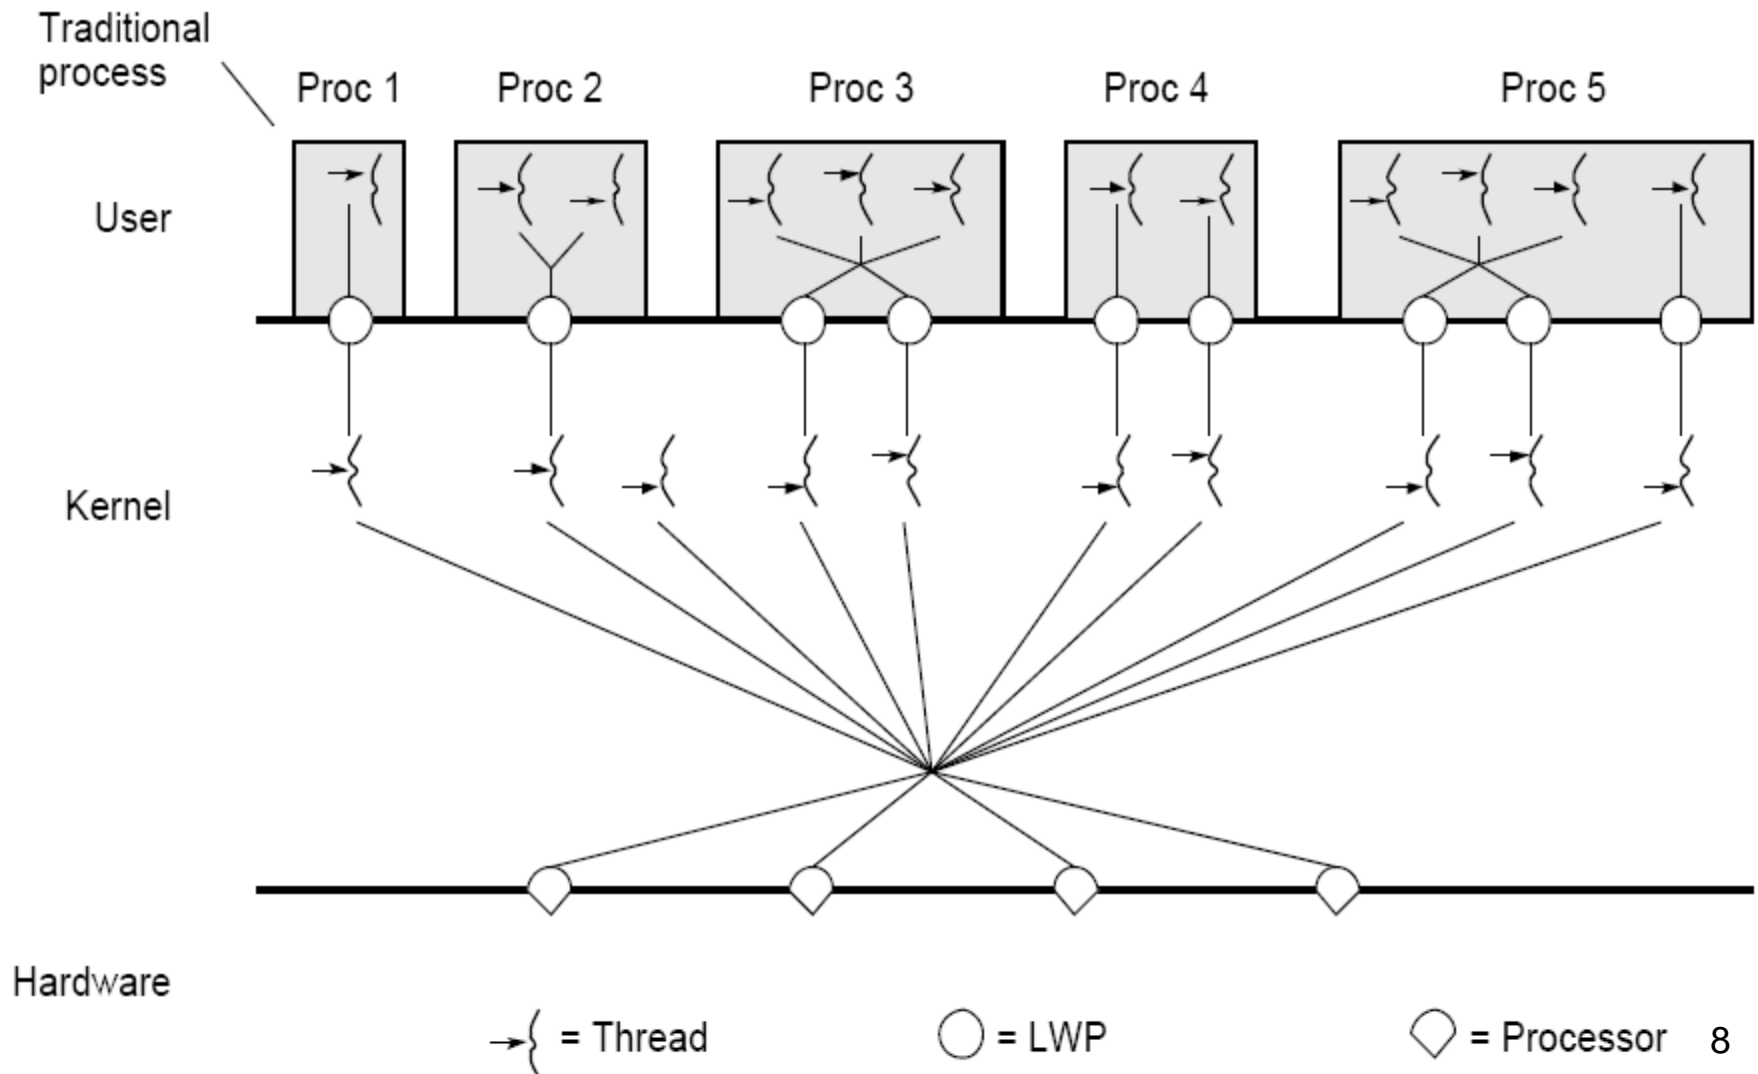 Traditional
process
Proc 1
Proc 2
Proc 3
Proc 4
Proc 5
User
Kernel
Hardware
= Thread
= LWP
= Processor
8